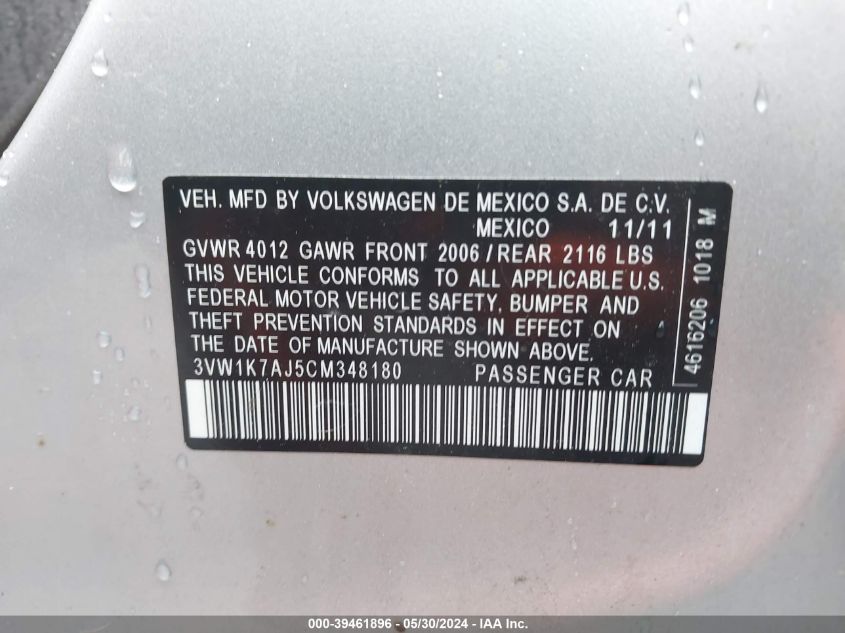 VEH. MFD BY VOLKSWAGEN DE MEXICO S.A. DE C.V.
MEXICO 11/11
GVWR 4012 GAWR FRONT 2006 / REAR 2116 LBS
THIS VEHICLE CONFORMS TO ALL APPLICABLE U.S.
FEDERAL MOTOR VEHICLE SAFETY, BUMPER AND
THEFT PREVENTION STANDARDS IN EFFECT ON
THE DATE OF MANUFACTURE SHOWN ABOVE.
3VW1K7AJ5CM348180 PASSENGER CAR
4616206 1018 M
000-39461896 - 05/30/2024 - IAA Inc.